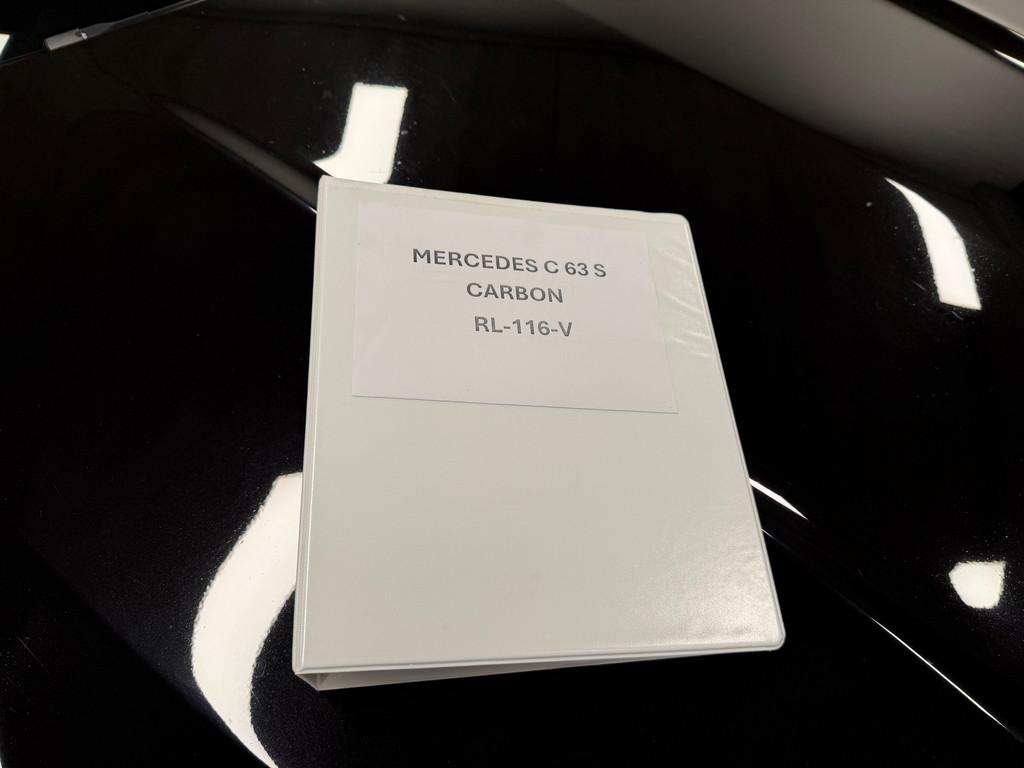 MERCEDES C 63 S
CARBON
RL-116-V